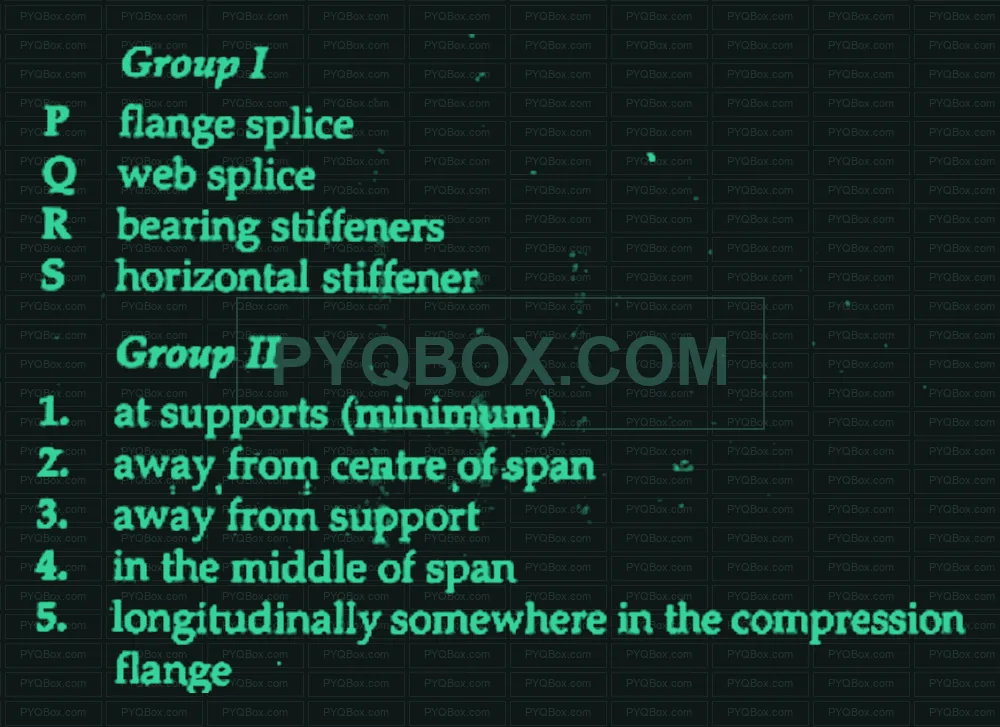 Group I
P flange splice
Q web splice
R bearing stiffeners
S horizontal stiffener
Group II
PYQBOX.COM
1. at supports (minimum)
2. away from centre of span
3. away from support
4. in the middle of span
5. longitudinally somewhere in the compression
flange